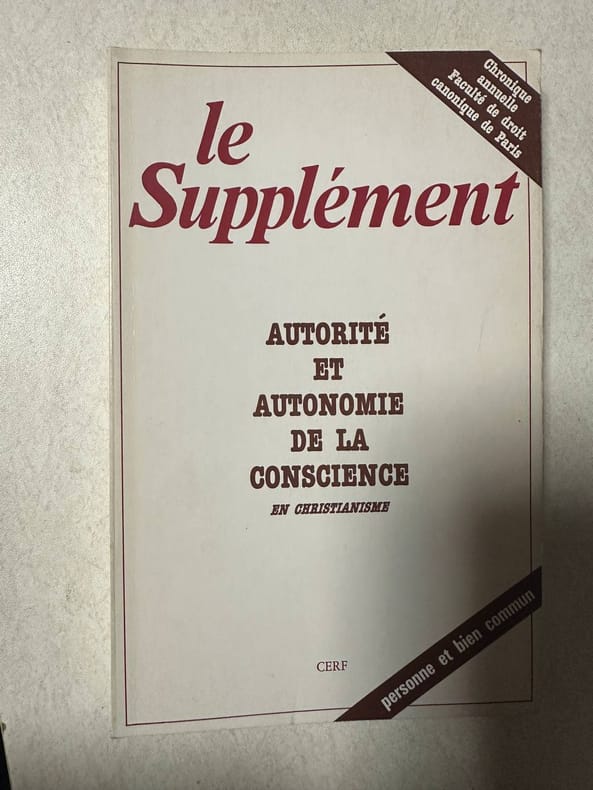 Chronique
annuelle
Faculté de droit
canonique de Paris
le
Supplément
AUTORITÉ
ET
AUTONOMIE
DE LA
CONSCIENCE
EN CHRISTIANISME
personne et bien commun
CERF